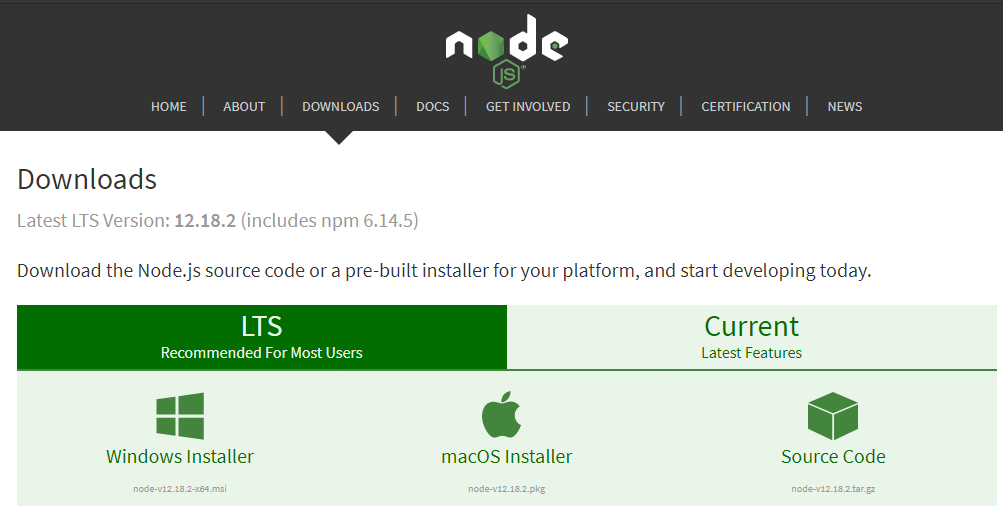 node
JS
HOME ABOUT DOWNLOADS DOCS GET INVOLVED SECURITY CERTIFICATION NEWS
Downloads
Latest LTS Version: 12.18.2 (includes npm 6.14.5)
Download the Node.js source code or a pre-built installer for your platform, and start developing today.
LTS
Recommended For Most Users
Current
Latest Features
Windows Installer
node-v12.18.2-x64.msi
macOS Installer
node-v12.18.2.pkg
Source Code
node-v12.18.2.tar.gz